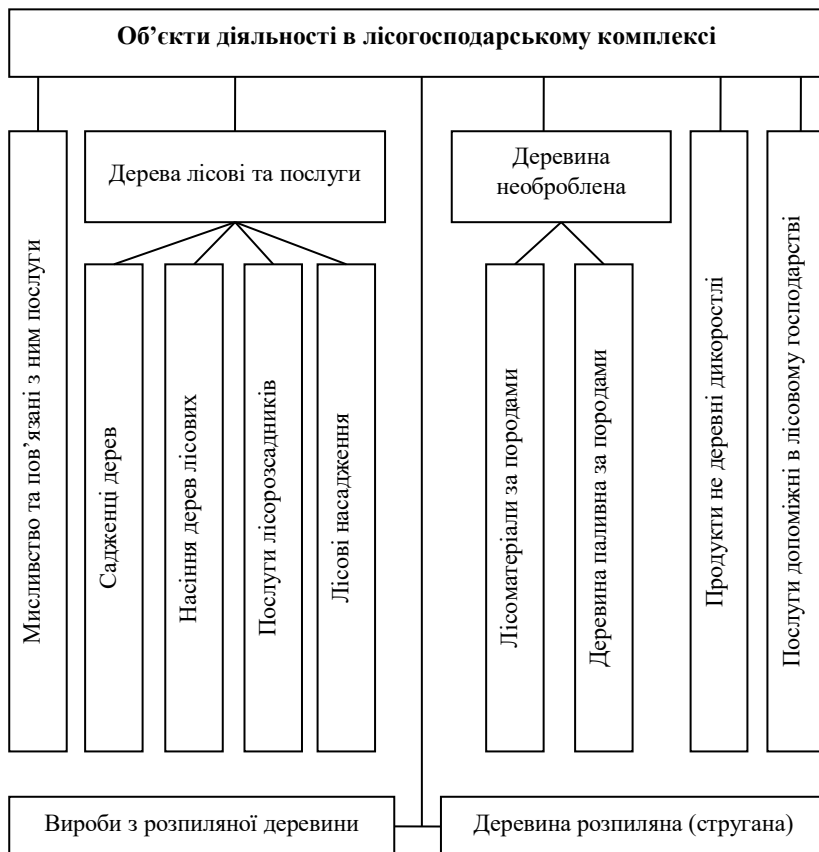 Об’єкти діяльності в лісогосподарському комплексі
Мисливство та пов’язані з ним послуги
Дерева лісові та послуги
Садженці дерев
Насіння дерев лісових
Послуги лісорозсадників
Лісові насадження
Деревина
необроблена
Лісоматеріали за породами
Деревина паливна за породами
Продукти не деревні дикорослі
Послуги допоміжні в лісовому господарстві
Вироби з розпиляної деревини
Деревина розпиляна (стругана)